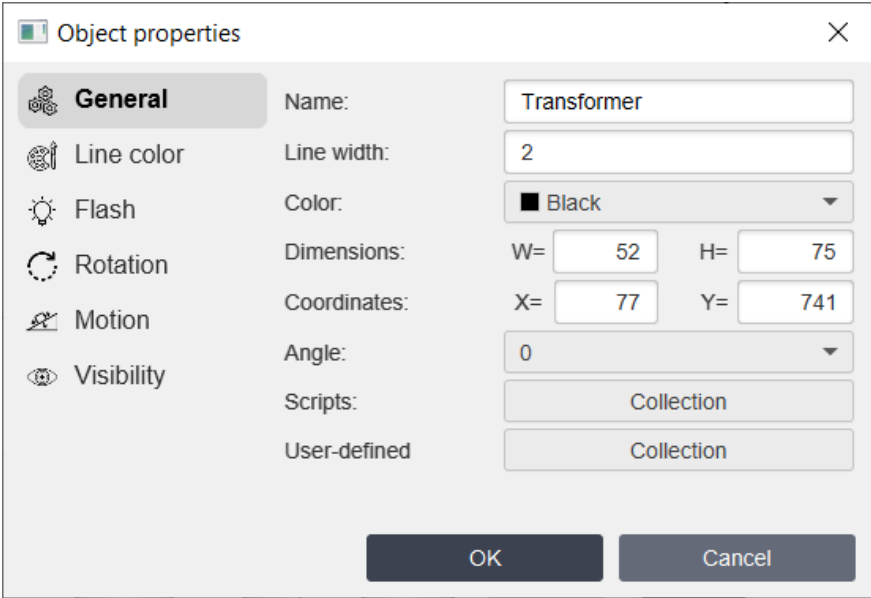 Object properties
General
Line color
Flash
Rotation
Motion
Visibility
Name: Transformer
Line width: 2
Color: Black
Dimensions: W= 52 H= 75
Coordinates: X= 77 Y= 741
Angle: 0
Scripts: Collection
User-defined Collection
OK Cancel